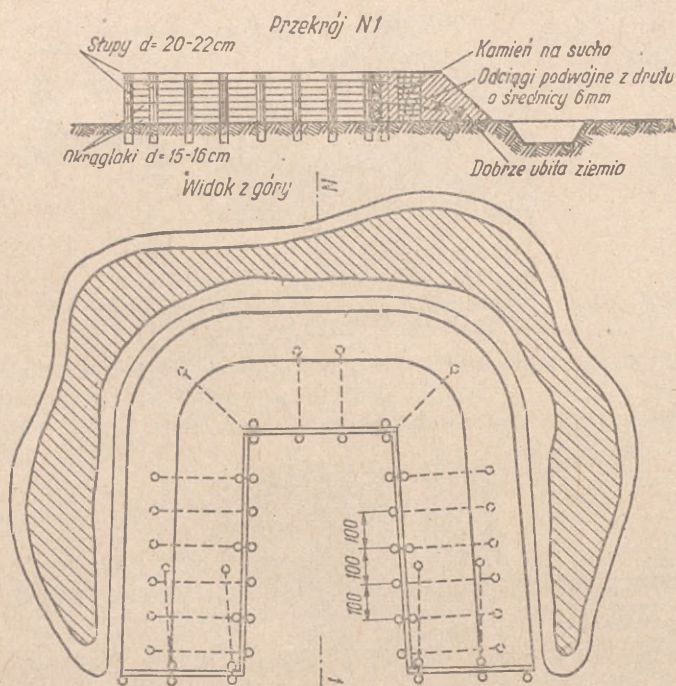 Przekrój N1
Słupy d= 20-22cm
Kamień na sucho
Odciągi podwójne z drutu
o średnicy 6mm
Okrąglaki d= 15-16cm
Dobrze ubita ziemia
Widok z góry
N
100
100
100
1